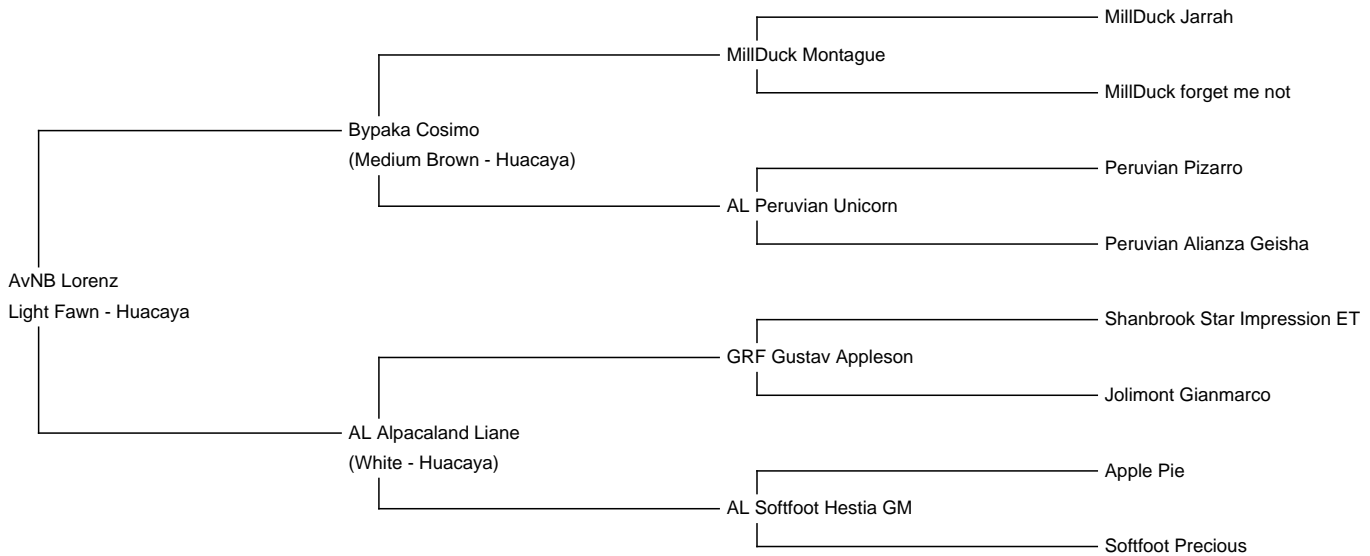 MillDuck Jarrah
MillDuck Montague
MillDuck forget me not
Bypaka Cosimo
(Medium Brown - Huacaya)
Peruvian Pizarro
AL Peruvian Unicorn
Peruvian Alianza Geisha
AvNB Lorenz
Light Fawn - Huacaya
Shanbrook Star Impression ET
GRF Gustav Appleson
Jolimont Gianmarco
AL Alpacaland Liane
(White - Huacaya)
Apple Pie
AL Softfoot Hestia GM
Softfoot Precious